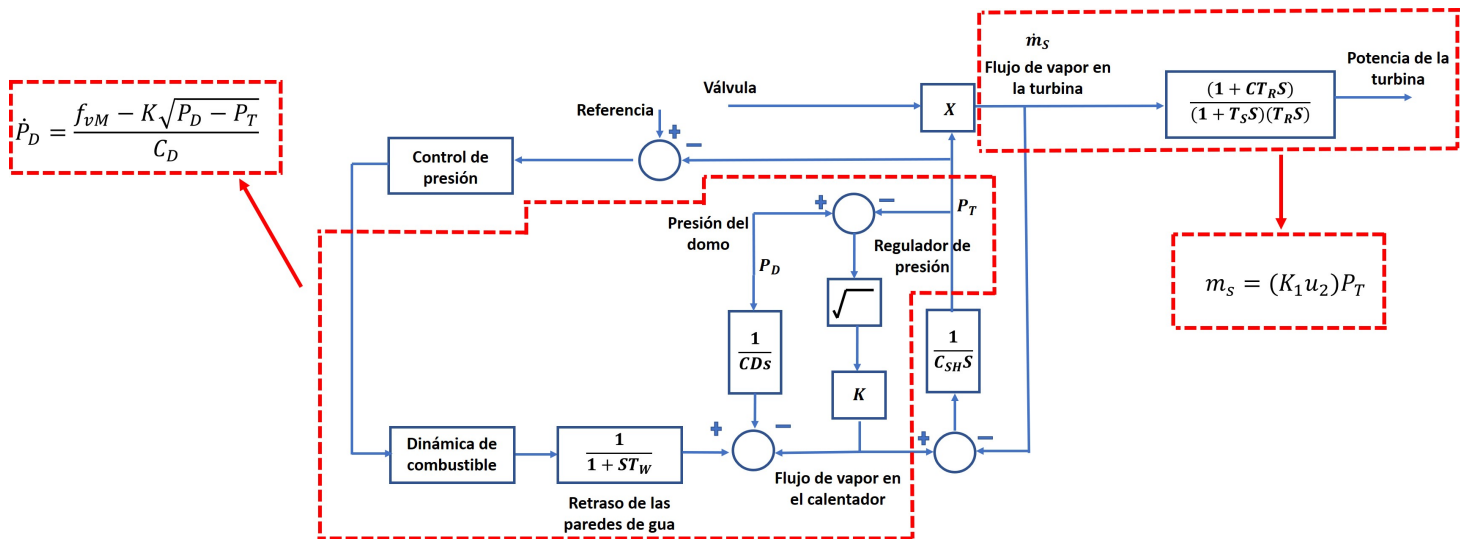 ṁ_S
Flujo de vapor en
la turbina
Potencia de la
turbina
(1 + CT_R S)
(1 + T_S S)(T_R S)
Válvula
X
Referencia
+
−
Ṗ_D = (f_vM − K√(P_D − P_T)) / C_D
Control de
presión
+
−
P_T
Presión del
domo
Regulador de
presión
P_D
√
m_s = (K_1 u_2)P_T
1
CDs
1
C_SH S
K
+
−
+
−
Dinámica de
combustible
1
1 + ST_W
Flujo de vapor en
el calentador
Retraso de las
paredes de gua